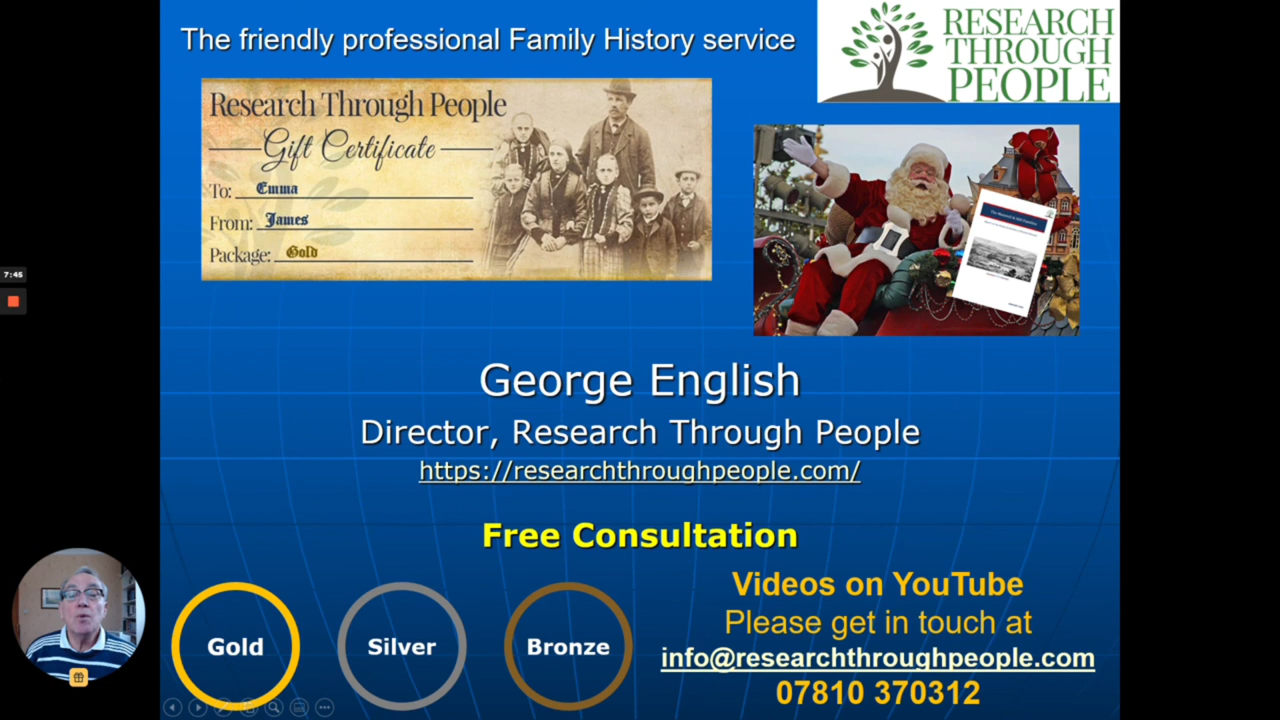 The friendly professional Family History service
RESEARCH
THROUGH
PEOPLE
Research Through People
Gift Certificate
To: Emma
From: James
Package: Gold
7:45
George English
Director, Research Through People
https://researchthroughpeople.com/
Free Consultation
Gold
Silver
Bronze
Videos on YouTube
Please get in touch at
info@researchthroughpeople.com
07810 370312